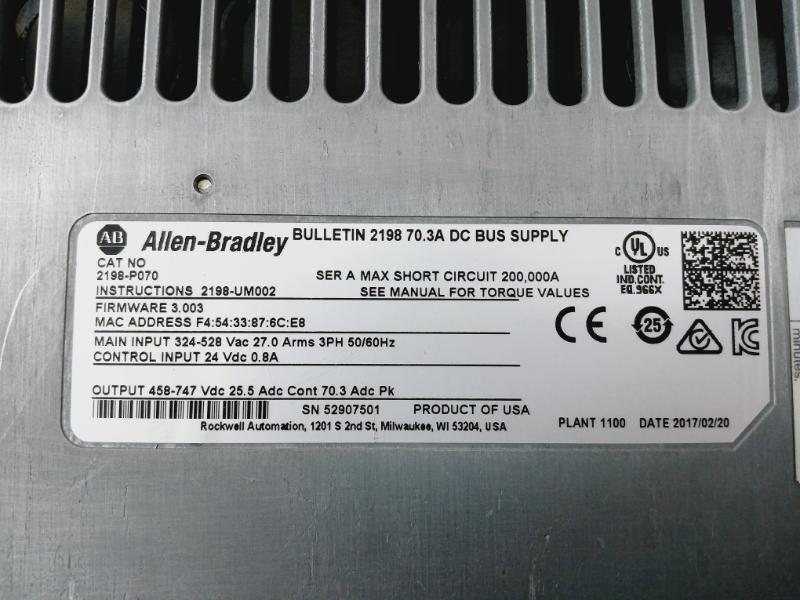 AB Allen-Bradley BULLETIN 2198 70.3A DC BUS SUPPLY
CAT NO
2198-P070 SER A MAX SHORT CIRCUIT 200,000A
INSTRUCTIONS 2198-UM002 SEE MANUAL FOR TORQUE VALUES
FIRMWARE 3.003
MAC ADDRESS F4:54:33:87:6C:E8
MAIN INPUT 324-528 Vac 27.0 Arms 3PH 50/60Hz
CONTROL INPUT 24 Vdc 0.8A
OUTPUT 458-747 Vdc 25.5 Adc Cont 70.3 Adc Pk
SN 52907501 PRODUCT OF USA
Rockwell Automation, 1201 S 2nd St, Milwaukee, WI 53204, USA
PLANT 1100 DATE 2017/02/20
C UL US
LISTED
IND.CONT.
EQ.966X
CE 25 KC
minutes,